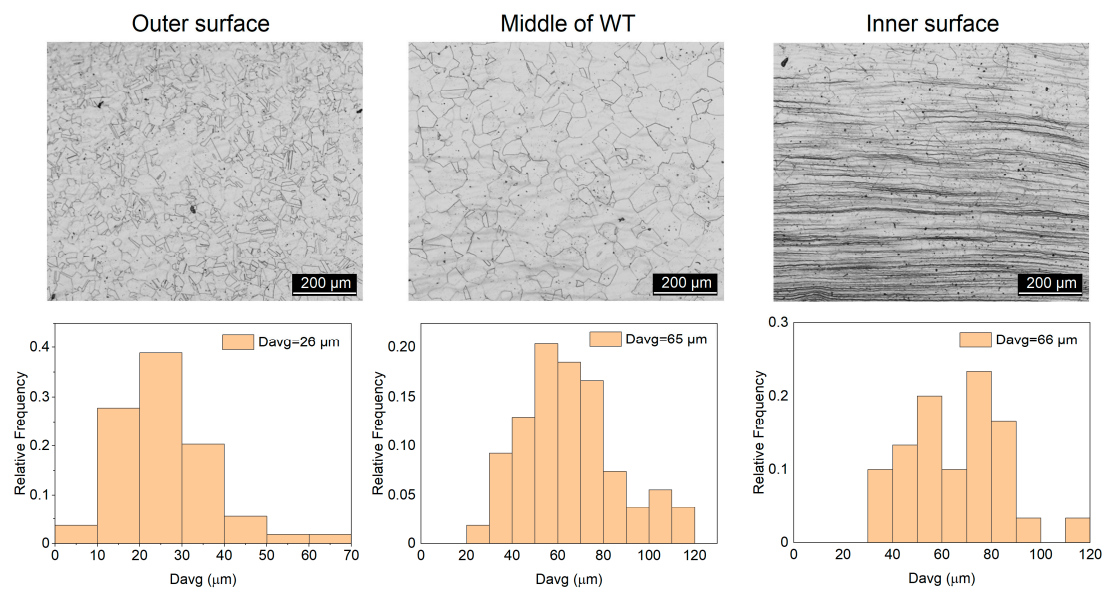 Outer surface
Middle of WT
Inner surface
200 µm
200 µm
200 µm
Relative Frequency
0.4
0.3
0.2
0.1
0
Davg=26 µm
0 10 20 30 40 50 60 70
Davg (µm)
Relative Frequency
0.20
0.15
0.10
0.05
0
Davg=65 µm
0 20 40 60 80 100 120
Davg (µm)
Relative Frequency
0.3
0.2
0.1
0
Davg=66 µm
0 20 40 60 80 100 120
Davg (µm)